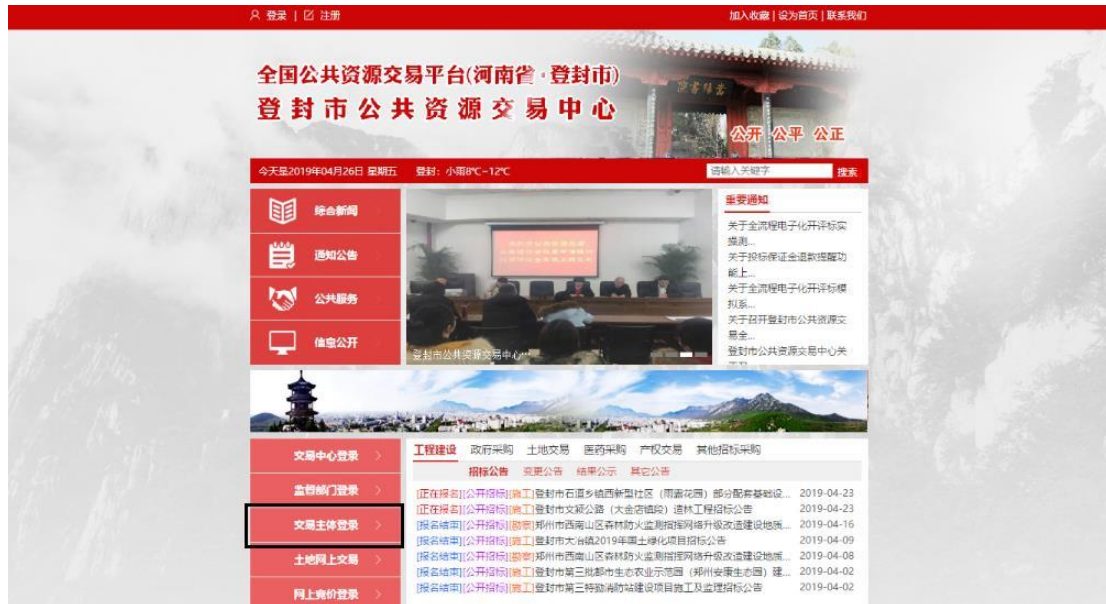 登录 | 注册
加入收藏 | 设为首页 | 联系我们
全国公共资源交易平台(河南省·登封市)
登封市公共资源交易中心
公开 公平 公正
今天是2019年04月26日 星期五 登封：小雨8℃~12℃
请输入关键字 搜索
综合新闻
通知公告
公共服务
信息公开
登封市公共资源交易中心...
重要通知
关于全流程电子化开评标实
操测...
关于投标保证金退款提醒功
能上...
关于全流程电子化开评标模
拟系...
关于召开登封市公共资源交
易全...
登封市公共资源交易中心关
交易中心登录
监督部门登录
交易主体登录
土地网上交易
网上竞价登录
工程建设 政府采购 土地交易 医药采购 产权交易 其他招标采购
招标公告 变更公告 结果公示 其它公告
[正在报名][公开招标][施工]登封市石道乡镇西新型社区（雨露花园）部分配套基础设... 2019-04-23
[正在报名][公开招标][施工]登封市文颍公路（大金店镇段）造林工程招标公告 2019-04-23
[报名结束][公开招标][勘察]郑州市西南山区森林防火监测指挥网络升级改造建设地质... 2019-04-16
[报名结束][公开招标][施工]登封市大冶镇2019年国土绿化项目招标公告 2019-04-09
[报名结束][公开招标][勘察]郑州市西南山区森林防火监测指挥网络升级改造建设地质... 2019-04-08
[报名结束][公开招标][施工]登封市第三批都市生态农业示范园（郑州安康生态园）建... 2019-04-02
[报名结束][公开招标][施工]登封市第三特勤消防站建设项目施工及监理招标公告 2019-04-02